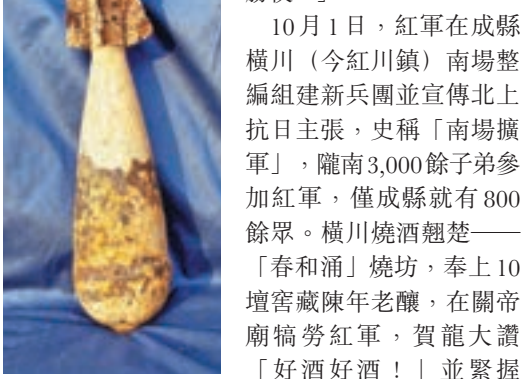 10月1日，紅軍在成縣
橫川（今紅川鎮）南場整
編組建新兵團並宣傳北上
抗日主張，史稱「南場擴
軍」，隴南3,000餘子弟參
加紅軍，僅成縣就有800
餘眾。橫川燒酒翹楚——
「春和涌」燒坊，奉上10
壇窖藏陳年老釀，在關帝
廟犒勞紅軍，賀龍大讚
「好酒好酒！」並緊握